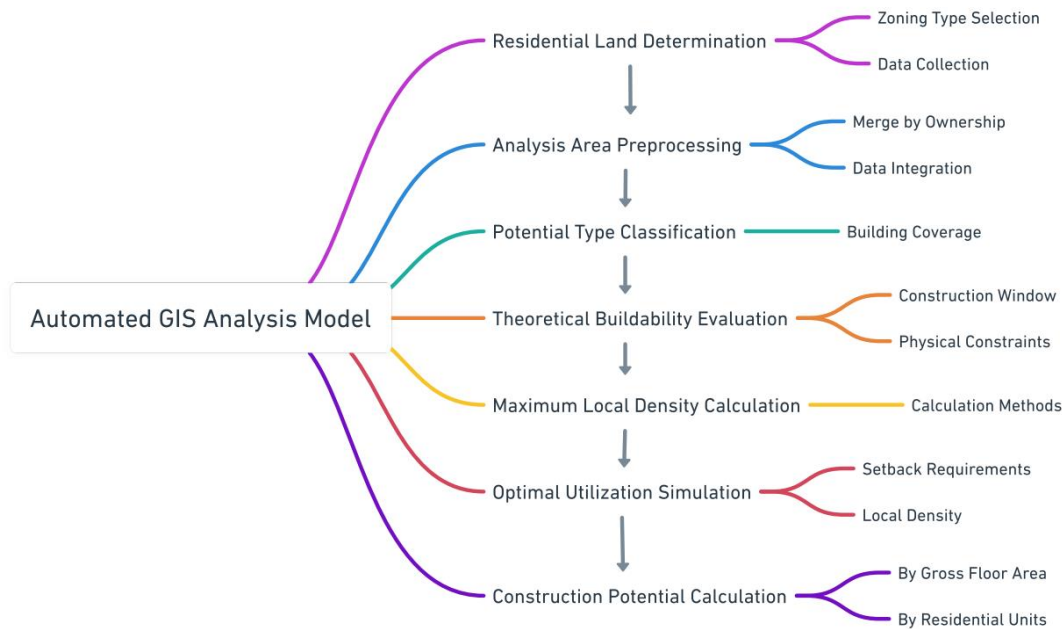 Automated GIS Analysis Model
Residential Land Determination
Zoning Type Selection
Data Collection
Analysis Area Preprocessing
Merge by Ownership
Data Integration
Potential Type Classification
Building Coverage
Theoretical Buildability Evaluation
Construction Window
Physical Constraints
Maximum Local Density Calculation
Calculation Methods
Optimal Utilization Simulation
Setback Requirements
Local Density
Construction Potential Calculation
By Gross Floor Area
By Residential Units